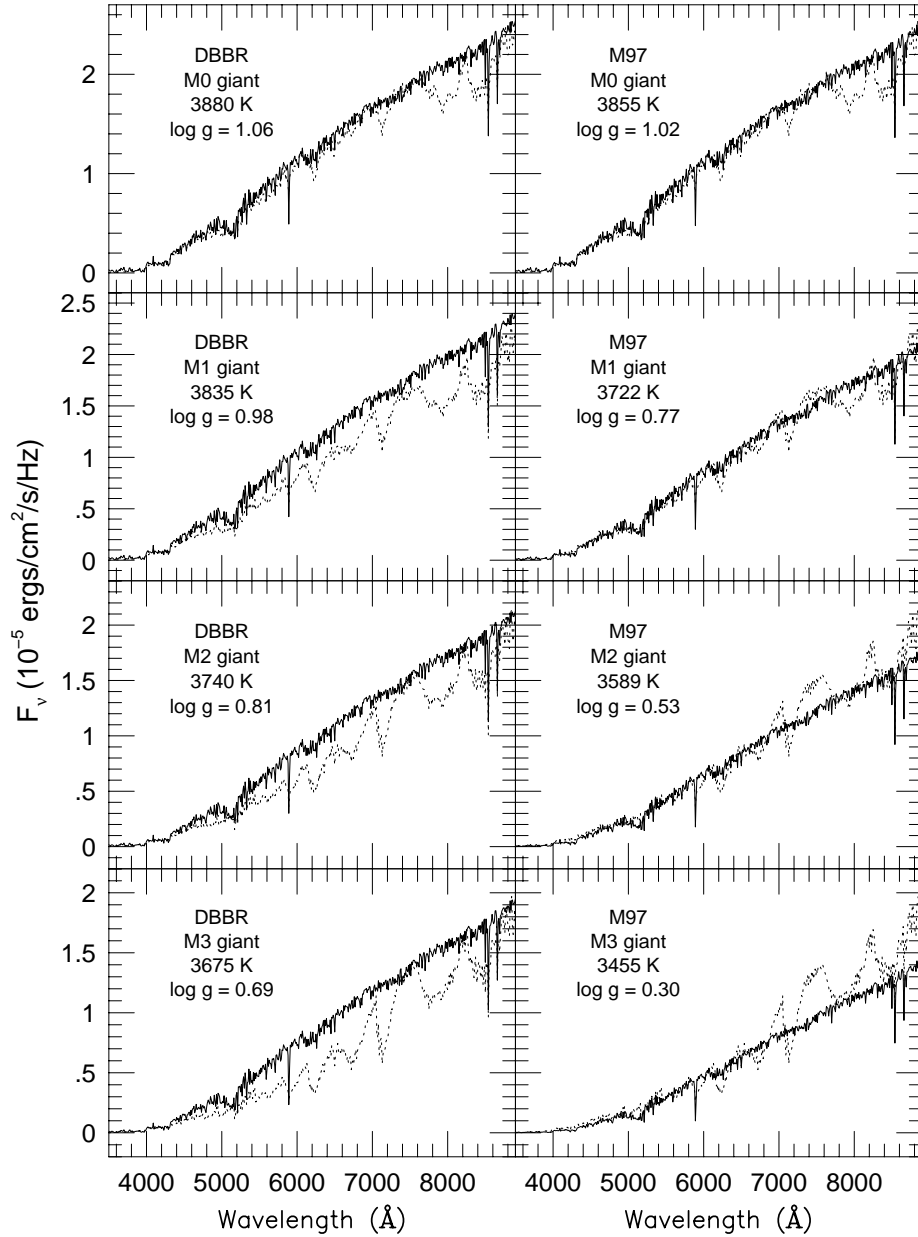 F_ν (10⁻⁵ ergs/cm²/s/Hz)
DBBR
M0 giant
3880 K
log g = 1.06
M97
M0 giant
3855 K
log g = 1.02
2
1
0
DBBR
M1 giant
3835 K
log g = 0.98
M97
M1 giant
3722 K
log g = 0.77
2.5
2
1.5
1
.5
0
DBBR
M2 giant
3740 K
log g = 0.81
M97
M2 giant
3589 K
log g = 0.53
2
1.5
1
.5
0
DBBR
M3 giant
3675 K
log g = 0.69
M97
M3 giant
3455 K
log g = 0.30
2
1.5
1
.5
0
4000 5000 6000 7000 8000 4000 5000 6000 7000 8000
Wavelength (Å) Wavelength (Å)